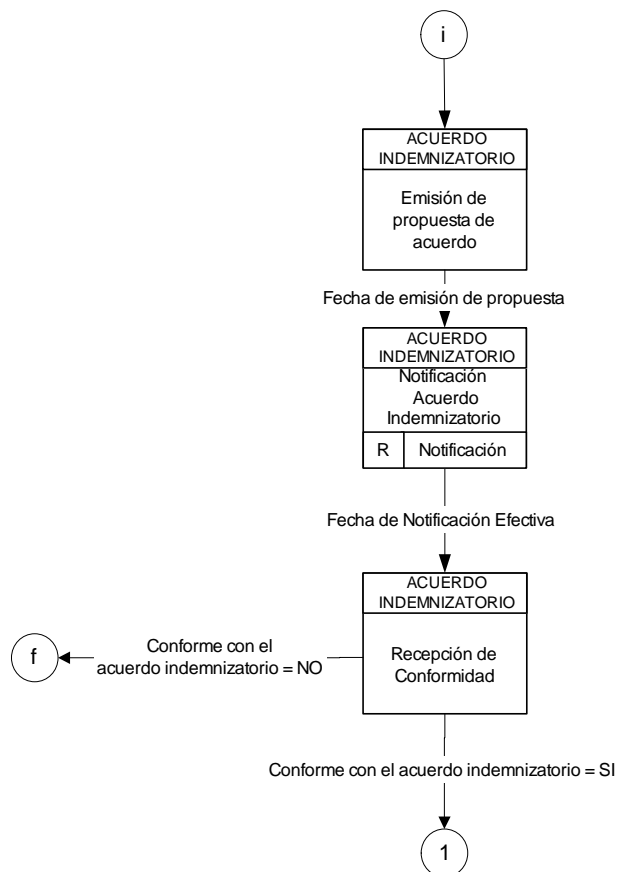 i
ACUERDO
INDEMNIZATORIO
Emisión de
propuesta de
acuerdo
Fecha de emisión de propuesta
ACUERDO
INDEMNIZATORIO
Notificación
Acuerdo
Indemnizatorio
R Notificación
Fecha de Notificación Efectiva
ACUERDO
INDEMNIZATORIO
Recepción de
Conformidad
Conforme con el
acuerdo indemnizatorio = NO
f
Conforme con el acuerdo indemnizatorio = SI
1